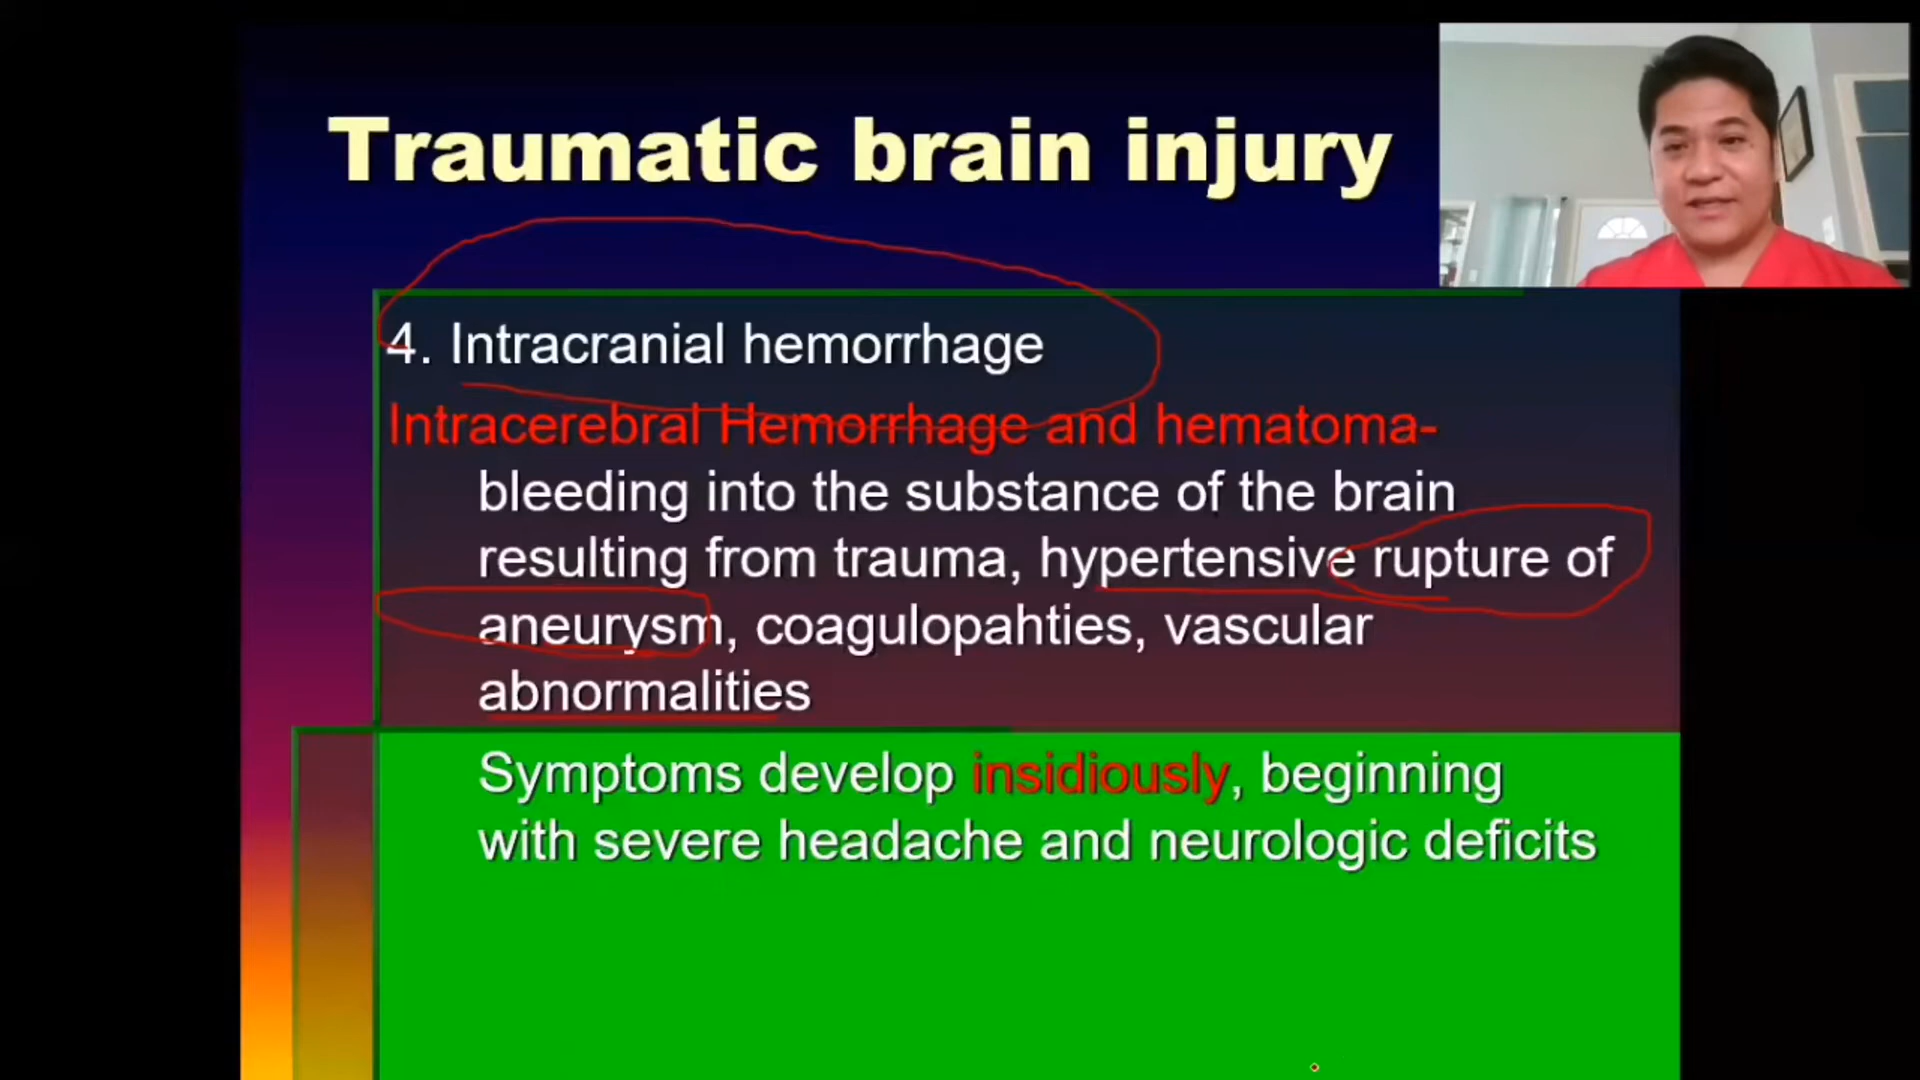 Traumatic brain injury
4. Intracranial hemorrhage
Intracerebral Hemorrhage and hematoma-
bleeding into the substance of the brain
resulting from trauma, hypertensive rupture of
aneurysm, coagulopahties, vascular
abnormalities
Symptoms develop insidiously, beginning
with severe headache and neurologic deficits